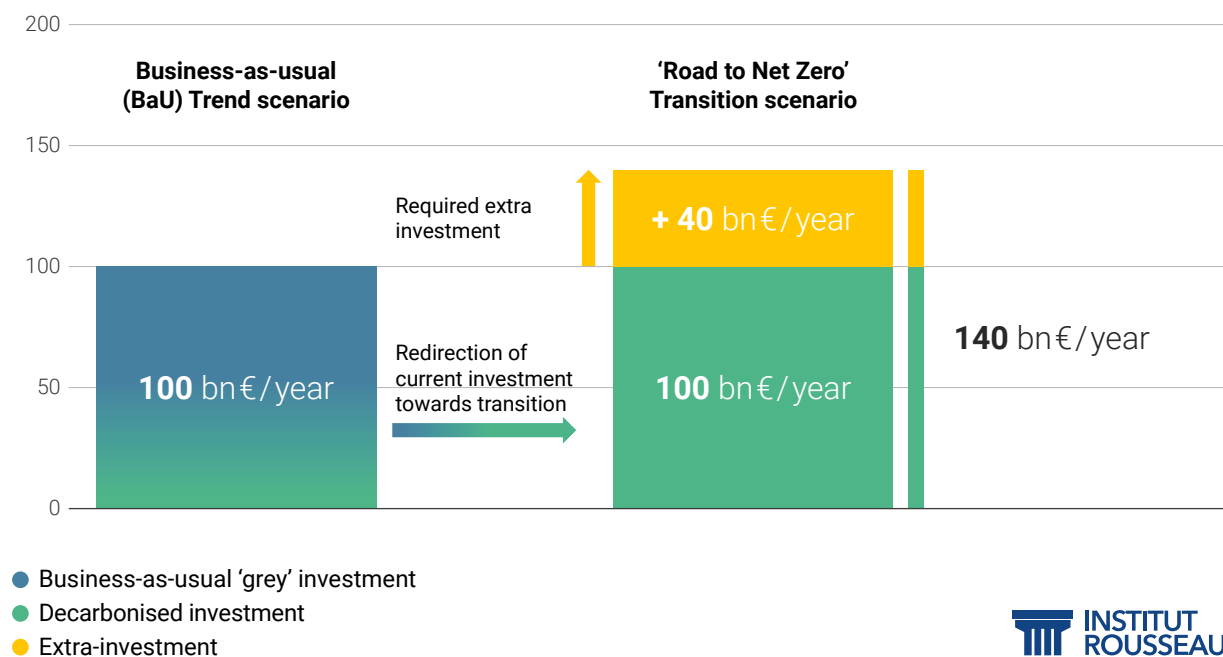 200
Business-as-usual
(BaU) Trend scenario
‘Road to Net Zero’
Transition scenario
150
Required extra
investment
+ 40 bn€/year
100
140 bn€/year
Redirection of
current investment
towards transition
100 bn€/year
100 bn€/year
50
0
Business-as-usual ‘grey’ investment
Decarbonised investment
Extra-investment
INSTITUT
ROUSSEAU